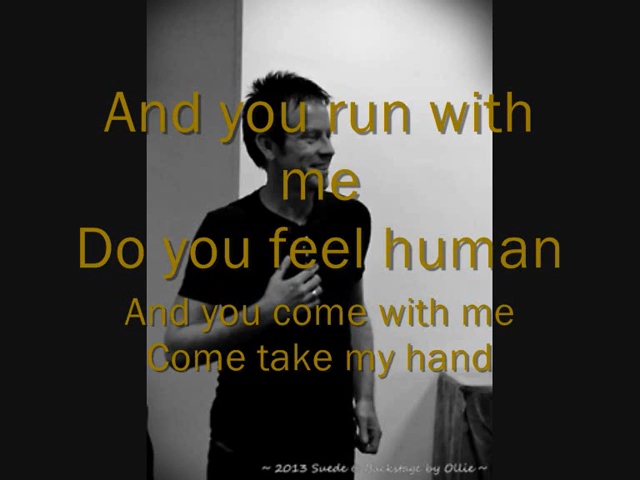 And you run with
me
Do you feel human
And you come with me
Come take my hand
~ 2013 Suede Backstage by Ollie ~